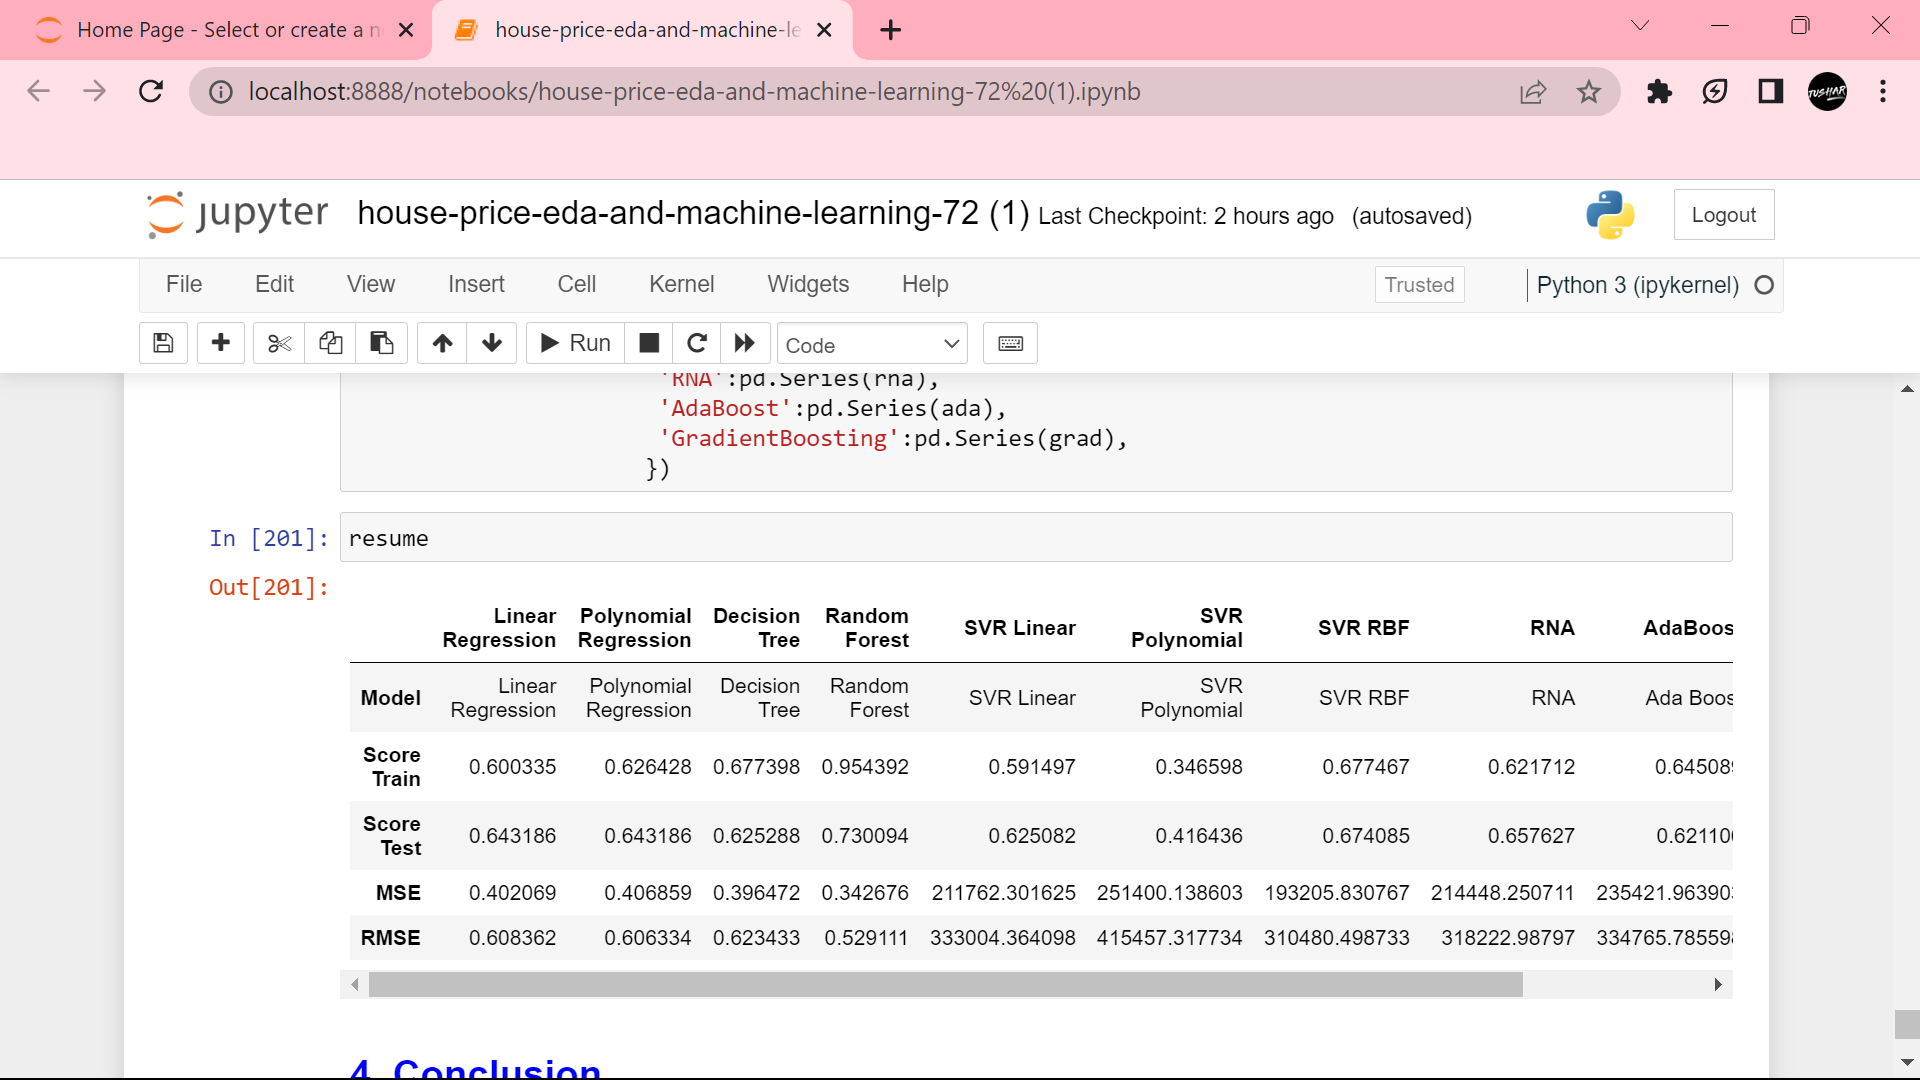 Home Page - Select or create a n
house-price-eda-and-machine-le
localhost:8888/notebooks/house-price-eda-and-machine-learning-72%20(1).ipynb
TUSHAR
jupyter house-price-eda-and-machine-learning-72 (1) Last Checkpoint: 2 hours ago (autosaved)
Logout
File Edit View Insert Cell Kernel Widgets Help
Trusted
Python 3 (ipykernel)
Run
Code
'RNA':pd.Series(rna),
'AdaBoost':pd.Series(ada),
'GradientBoosting':pd.Series(grad),
})
In [201]: resume
Out[201]:
Linear Regression Polynomial Regression Decision Tree Random Forest SVR Linear SVR Polynomial SVR RBF RNA AdaBoos
Model Linear Regression Polynomial Regression Decision Tree Random Forest SVR Linear SVR Polynomial SVR RBF RNA Ada Boos
Score Train 0.600335 0.626428 0.677398 0.954392 0.591497 0.346598 0.677467 0.621712 0.645089
Score Test 0.643186 0.643186 0.625288 0.730094 0.625082 0.416436 0.674085 0.657627 0.621106
MSE 0.402069 0.406859 0.396472 0.342676 211762.301625 251400.138603 193205.830767 214448.250711 235421.963903
RMSE 0.608362 0.606334 0.623433 0.529111 333004.364098 415457.317734 310480.498733 318222.98797 334765.785598
4. Conclusion